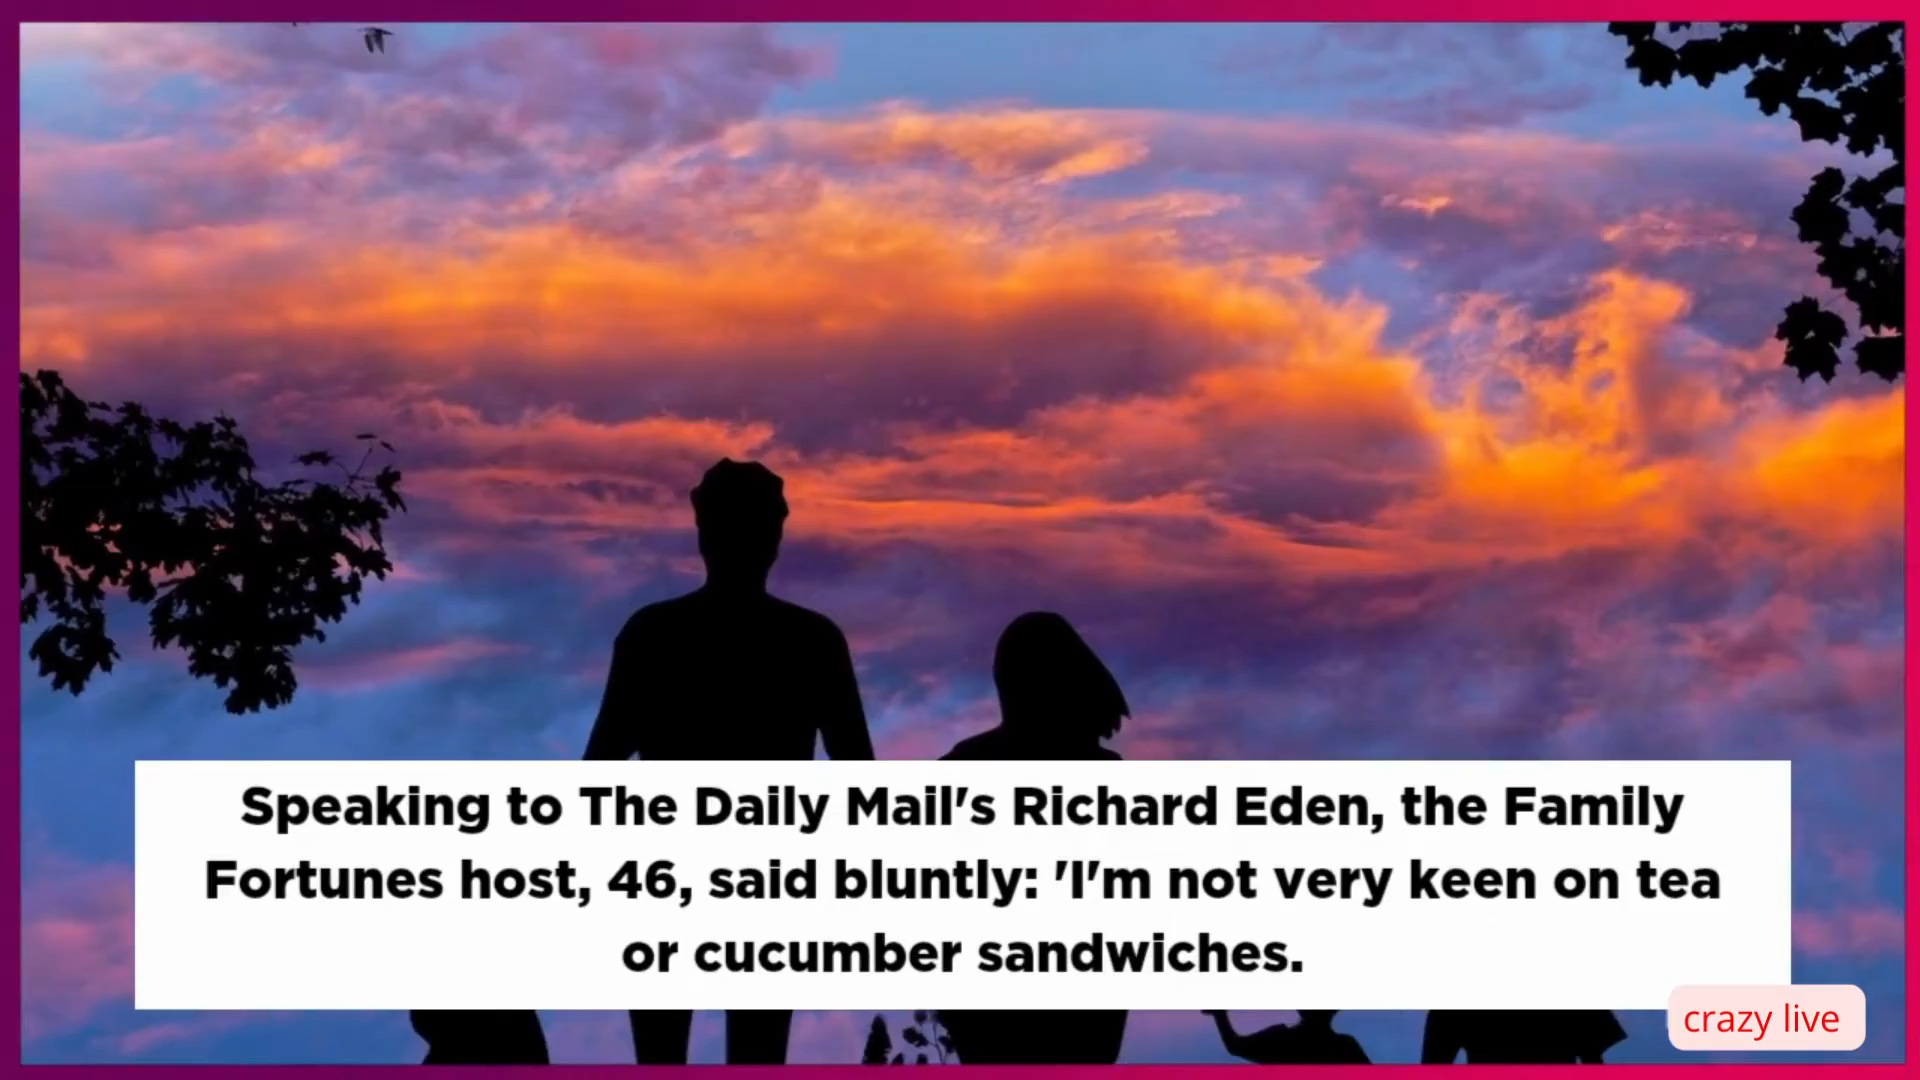 Speaking to The Daily Mail's Richard Eden, the Family
Fortunes host, 46, said bluntly: 'I'm not very keen on tea
or cucumber sandwiches.
crazy live